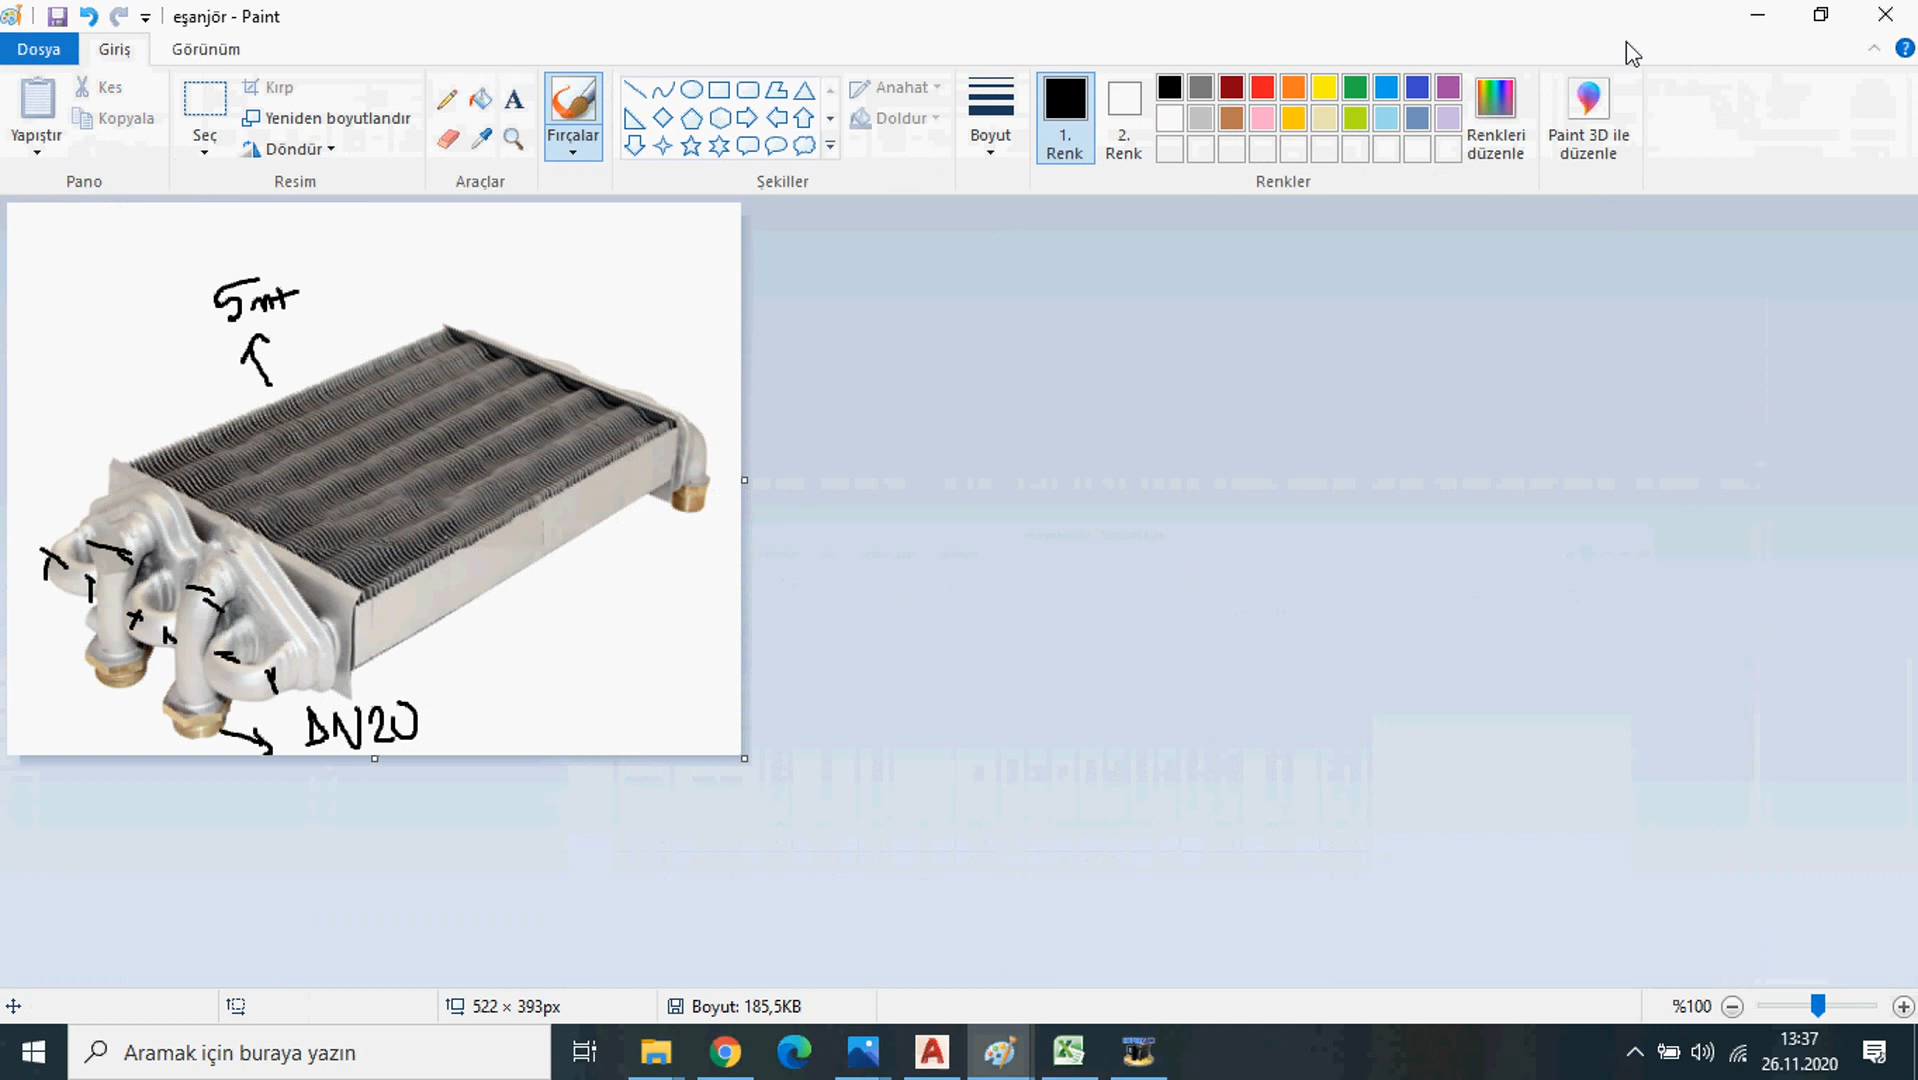 eşanjör - Paint
Dosya Giriş Görünüm
Yapıştır
Kes
Kopyala
Pano
Seç
Kırp
Yeniden boyutlandır
Döndür
Resim
A
Araçlar
Fırçalar
Anahat
Doldur
Şekiller
Boyut
1.
Renk
2.
Renk
Renkleri
düzenle
Renkler
Paint 3D ile
düzenle
5 mt
DN20
522 × 393px
Boyut: 185,5KB
%100
Aramak için buraya yazın
13:37
26.11.2020